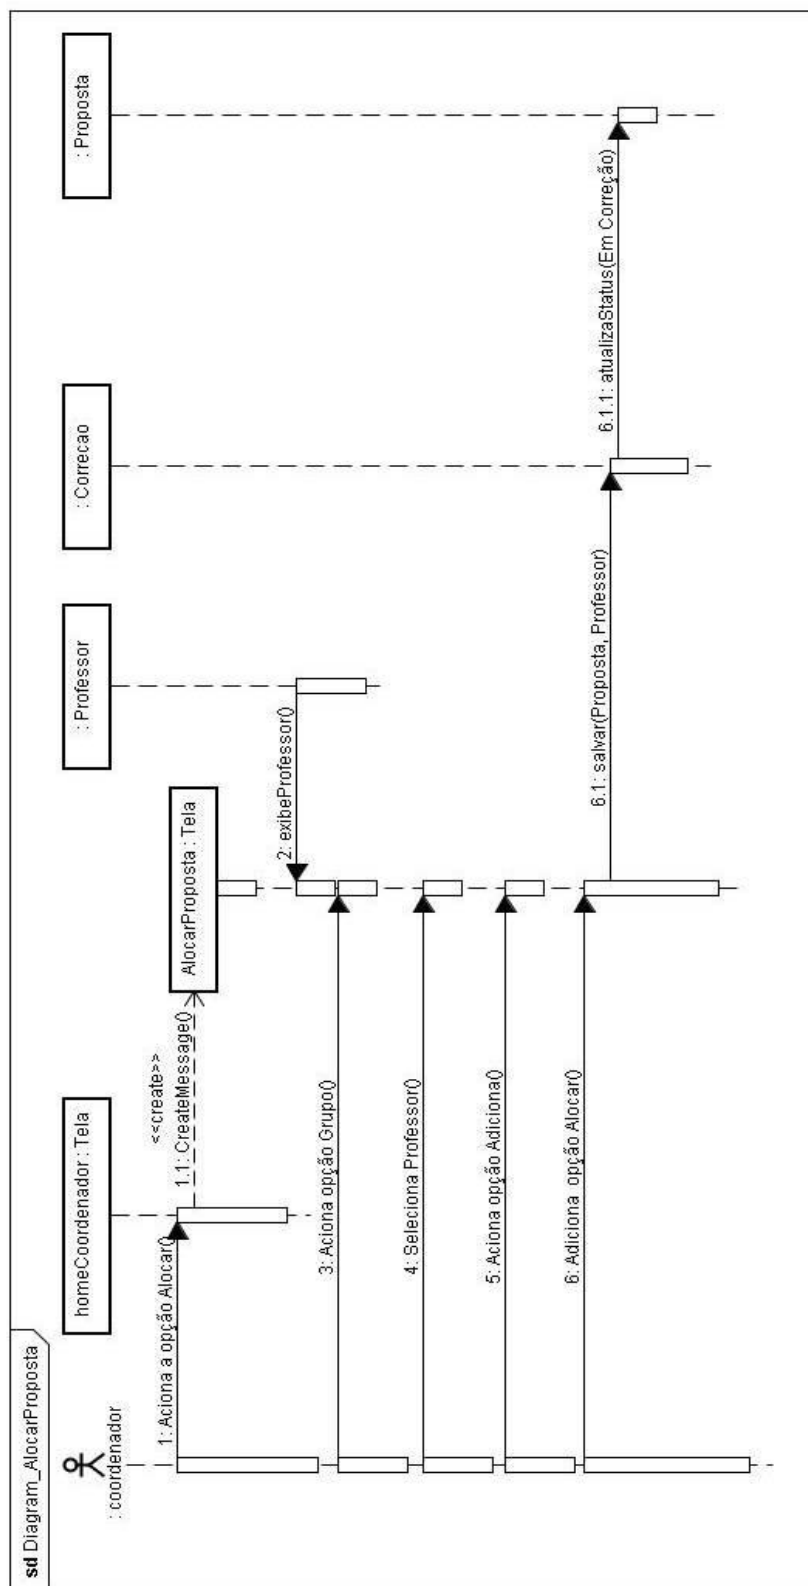 sd Diagram_AlocarProposta
: coordenador
homeCoordenador : Tela
AlocarProposta : Tela
: Professor
: Correcao
: Proposta
1: Aciona a opção Alocar()
<<create>>
1.1: CreateMessage()
2: exibeProfessor()
3: Aciona opção Grupo()
4: Seleciona Professor()
5: Aciona opção Adiciona()
6: Adiciona opção Alocar()
6.1: salvar(Proposta, Professor)
6.1.1: atualizaStatus(Em Correção)